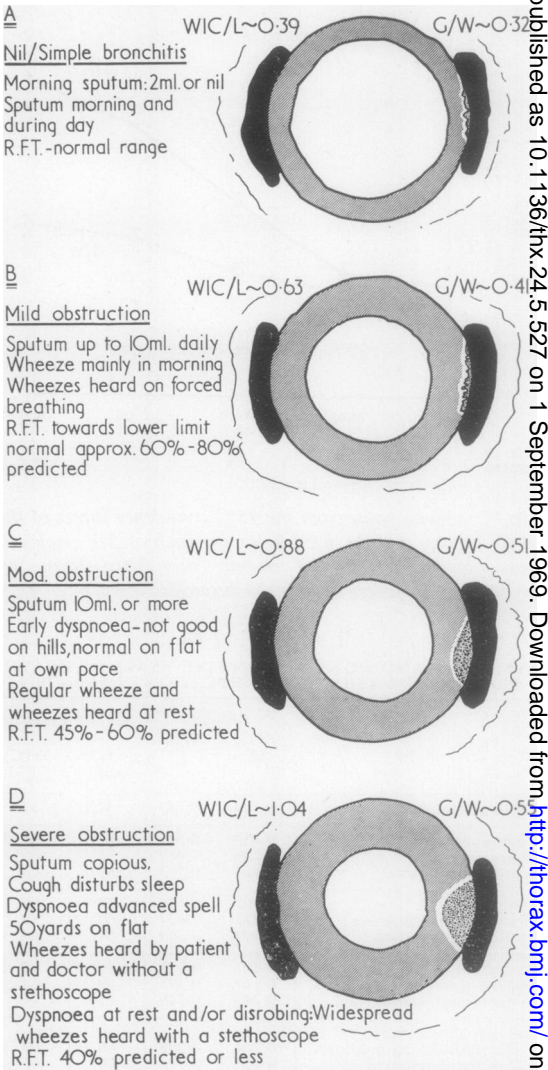 A
WIC/L~0·39
G/W~0·32
Nil/Simple bronchitis
Morning sputum:2ml.or nil
Sputum morning and
during day
R.F.T.-normal range
B
WIC/L~0·63
G/W~0·41
Mild obstruction
Sputum up to 10ml. daily
Wheeze mainly in morning
Wheezes heard on forced
breathing
R.F.T. towards lower limit
normal approx. 60%-80%
predicted
C
WIC/L~0·88
G/W~0·51
Mod. obstruction
Sputum 10ml. or more
Early dyspnoea-not good
on hills,normal on flat
at own pace
Regular wheeze and
wheezes heard at rest
R.F.T. 45%-60% predicted
D
WIC/L~1·04
G/W~0·55
Severe obstruction
Sputum copious,
Cough disturbs sleep
Dyspnoea advanced spell
50yards on flat
Wheezes heard by patient
and doctor without a
stethoscope
Dyspnoea at rest and/or disrobing:Widespread
wheezes heard with a stethoscope
R.F.T. 40% predicted or less
published as 10.1136/thx.24.5.527 on 1 September 1969. Downloaded from http://thorax.bmj.com/ on